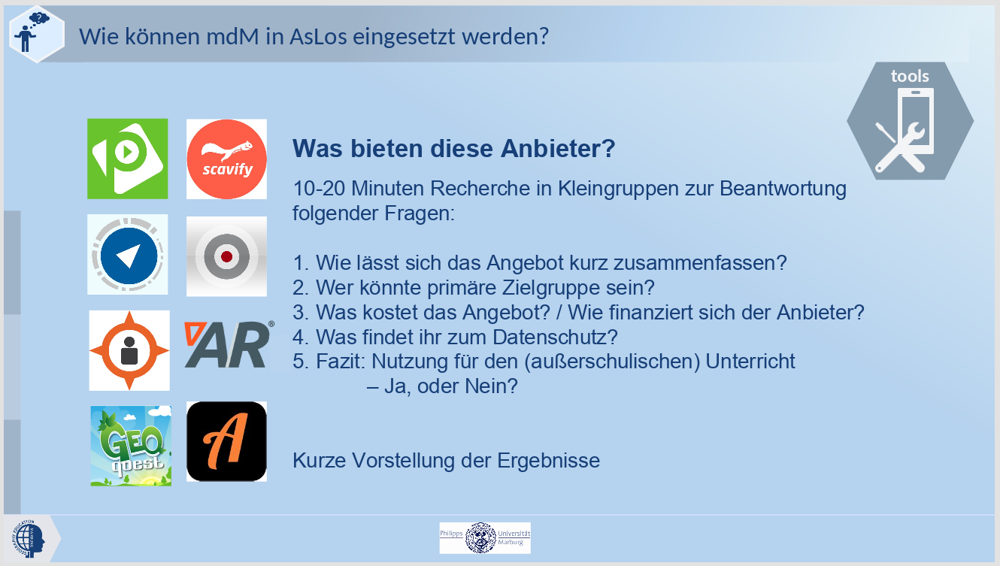 Wie können mdM in AsLos eingesetzt werden?
tools
scavify
Was bieten diese Anbieter?
10-20 Minuten Recherche in Kleingruppen zur Beantwortung
folgender Fragen:
1. Wie lässt sich das Angebot kurz zusammenfassen?
2. Wer könnte primäre Zielgruppe sein?
3. Was kostet das Angebot? / Wie finanziert sich der Anbieter?
AR®
4. Was findet ihr zum Datenschutz?
5. Fazit: Nutzung für den (außerschulischen) Unterricht
– Ja, oder Nein?
GEO
quest
A
Kurze Vorstellung der Ergebnisse
GEOGRAPHY EDUCATION
MARBURG
Philipps Universität
Marburg